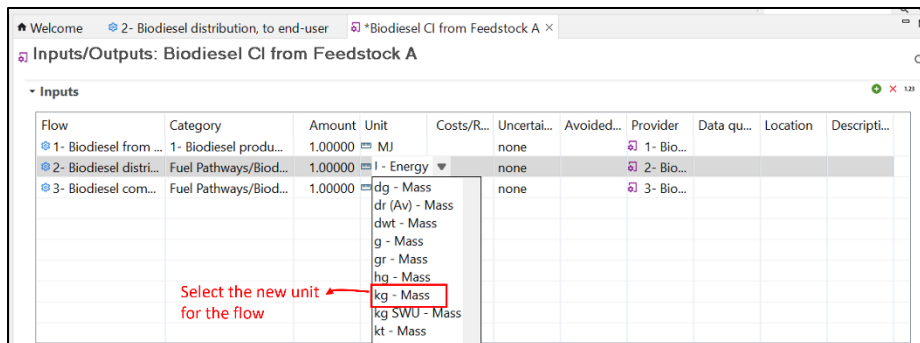 Welcome 2- Biodiesel distribution, to end-user *Biodiesel CI from Feedstock A
Inputs/Outputs: Biodiesel CI from Feedstock A
Inputs 1.23
Flow Category Amount Unit Costs/R... Uncertai... Avoided... Provider Data qu... Location Descripti...
1- Biodiesel from ... 1- Biodiesel produ... 1.00000 MJ none 1- Bio...
2- Biodiesel distri... Fuel Pathways/Biod... 1.00000 - Energy none 2- Bio...
3- Biodiesel com... Fuel Pathways/Biod... 1.00000 none 3- Bio...
dg - Mass
dr (Av) - Mass
dwt - Mass
g - Mass
gr - Mass
hg - Mass
kg - Mass
kg SWU - Mass
kt - Mass
Select the new unit
for the flow